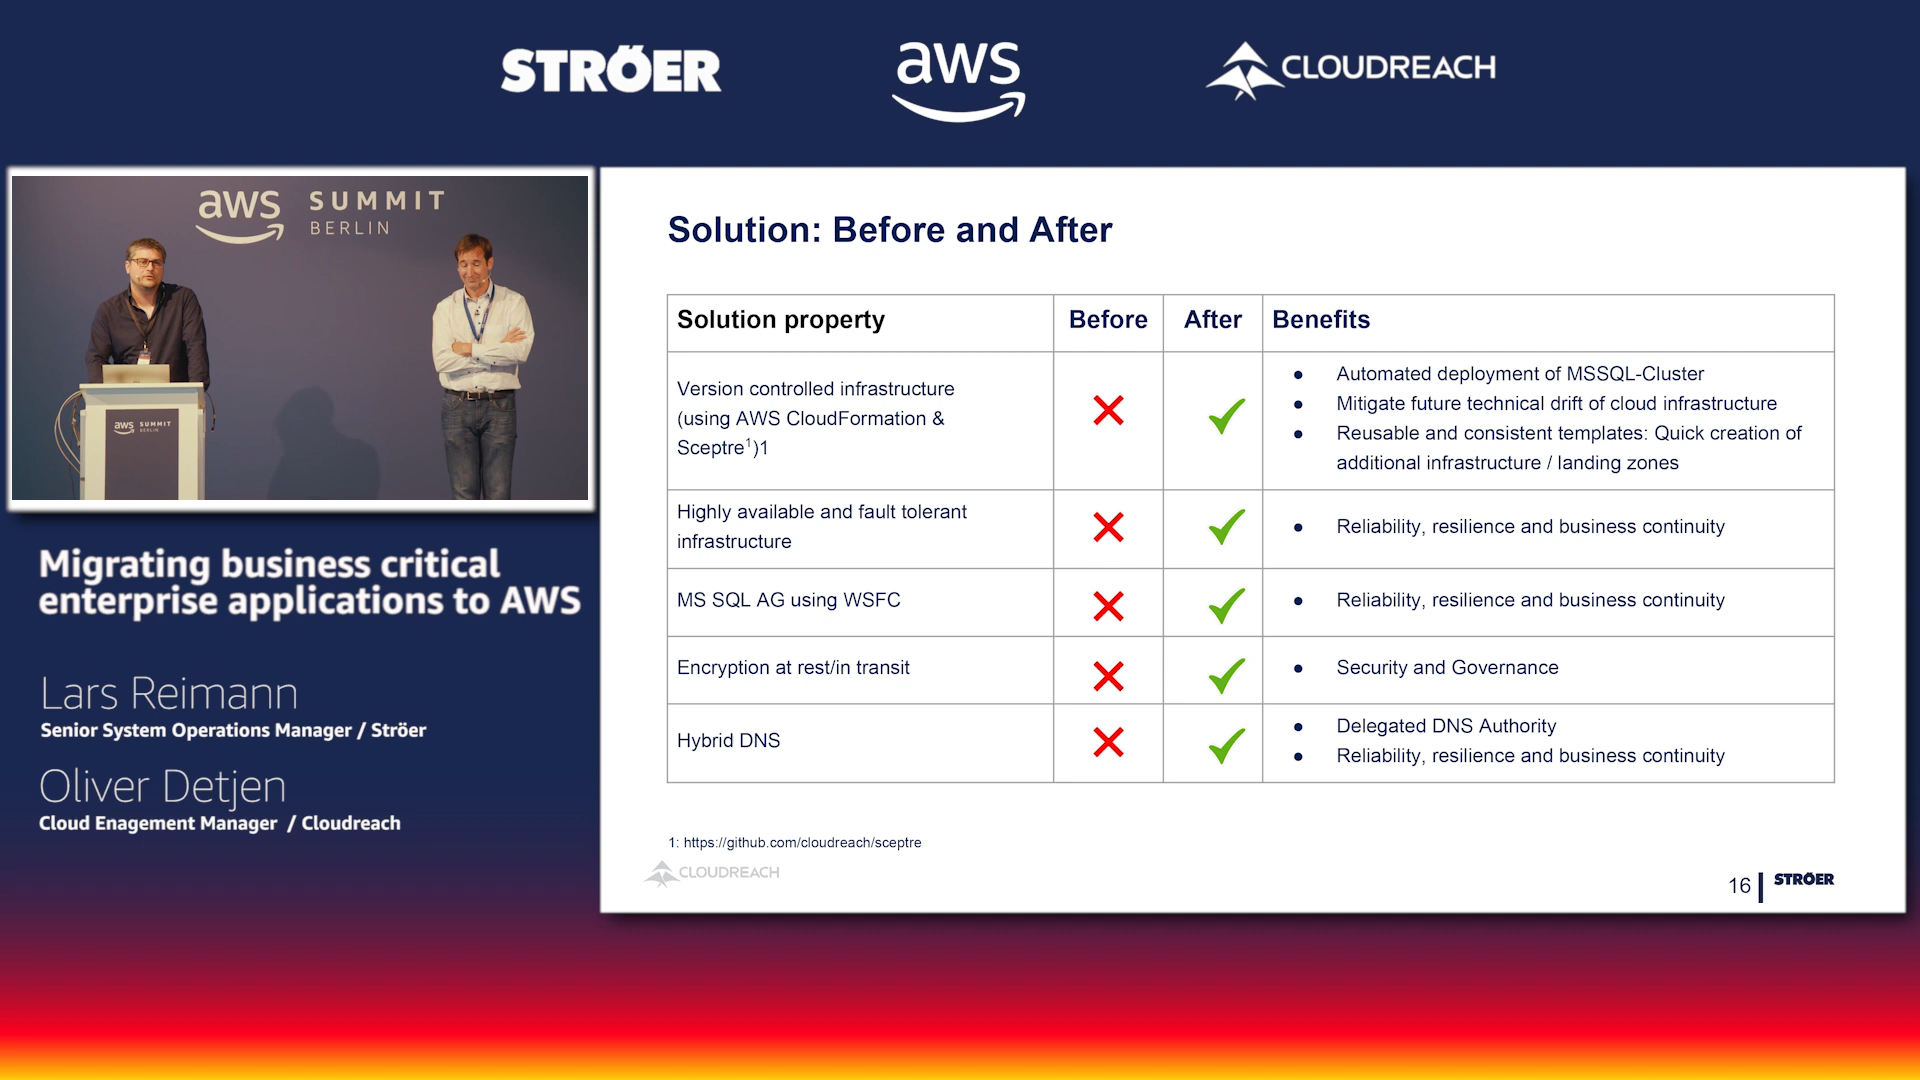 STRÖER
aws
CLOUDREACH
aws SUMMIT
BERLIN
aws SUMMIT
BERLIN
Migrating business critical
enterprise applications to AWS
Lars Reimann
Senior System Operations Manager / Ströer
Oliver Detjen
Cloud Enagement Manager / Cloudreach
Solution: Before and After
Solution property Before After Benefits
Version controlled infrastructure
(using AWS CloudFormation &
Sceptre¹)1
• Automated deployment of MSSQL-Cluster
• Mitigate future technical drift of cloud infrastructure
• Reusable and consistent templates: Quick creation of
additional infrastructure / landing zones
Highly available and fault tolerant
infrastructure
• Reliability, resilience and business continuity
MS SQL AG using WSFC
• Reliability, resilience and business continuity
Encryption at rest/in transit
• Security and Governance
Hybrid DNS
• Delegated DNS Authority
• Reliability, resilience and business continuity
1: https://github.com/cloudreach/sceptre
CLOUDREACH
16 STRÖER